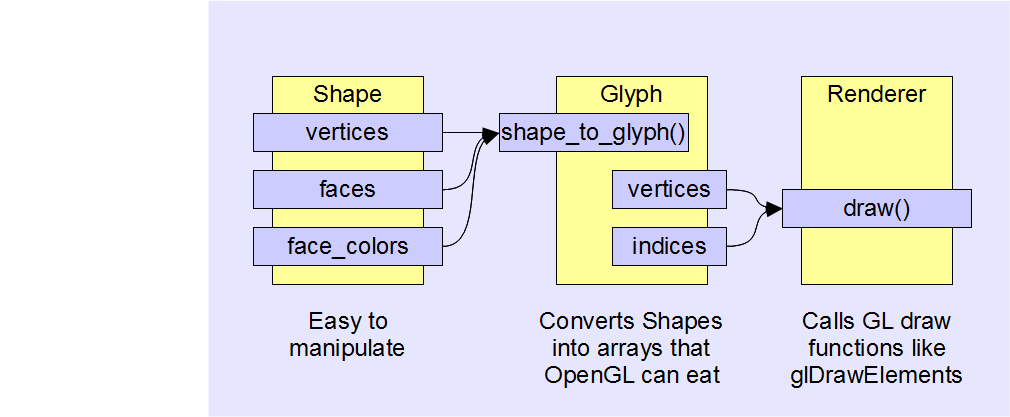 Shape
vertices
faces
face_colors
Easy to
manipulate
Glyph
shape_to_glyph()
vertices
indices
Converts Shapes
into arrays that
OpenGL can eat
Renderer
draw()
Calls GL draw
functions like
glDrawElements